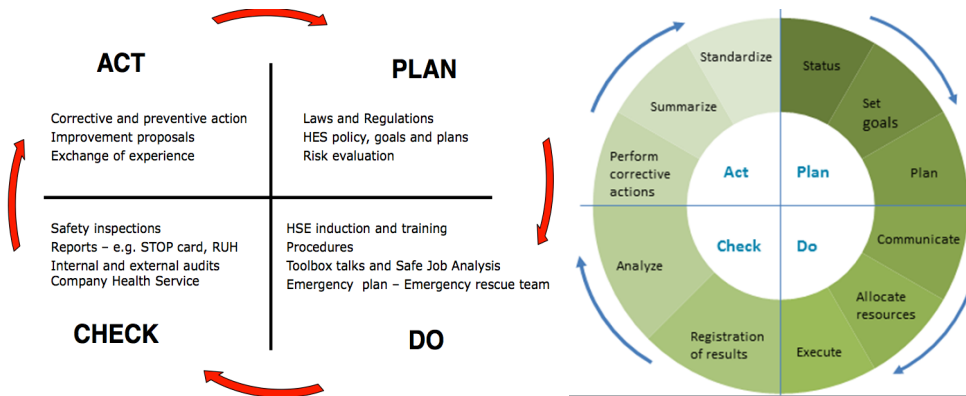 ACT
Corrective and preventive action
Improvement proposals
Exchange of experience
PLAN
Laws and Regulations
HES policy, goals and plans
Risk evaluation
Safety inspections
Reports – e.g. STOP card, RUH
Internal and external audits
Company Health Service
CHECK
HSE induction and training
Procedures
Toolbox talks and Safe Job Analysis
Emergency plan – Emergency rescue team
DO
Standardize
Status
Summarize
Set
goals
Perform
corrective
actions
Plan
Act
Plan
Check
Do
Communicate
Analyze
Allocate
resources
Registration
of results
Execute